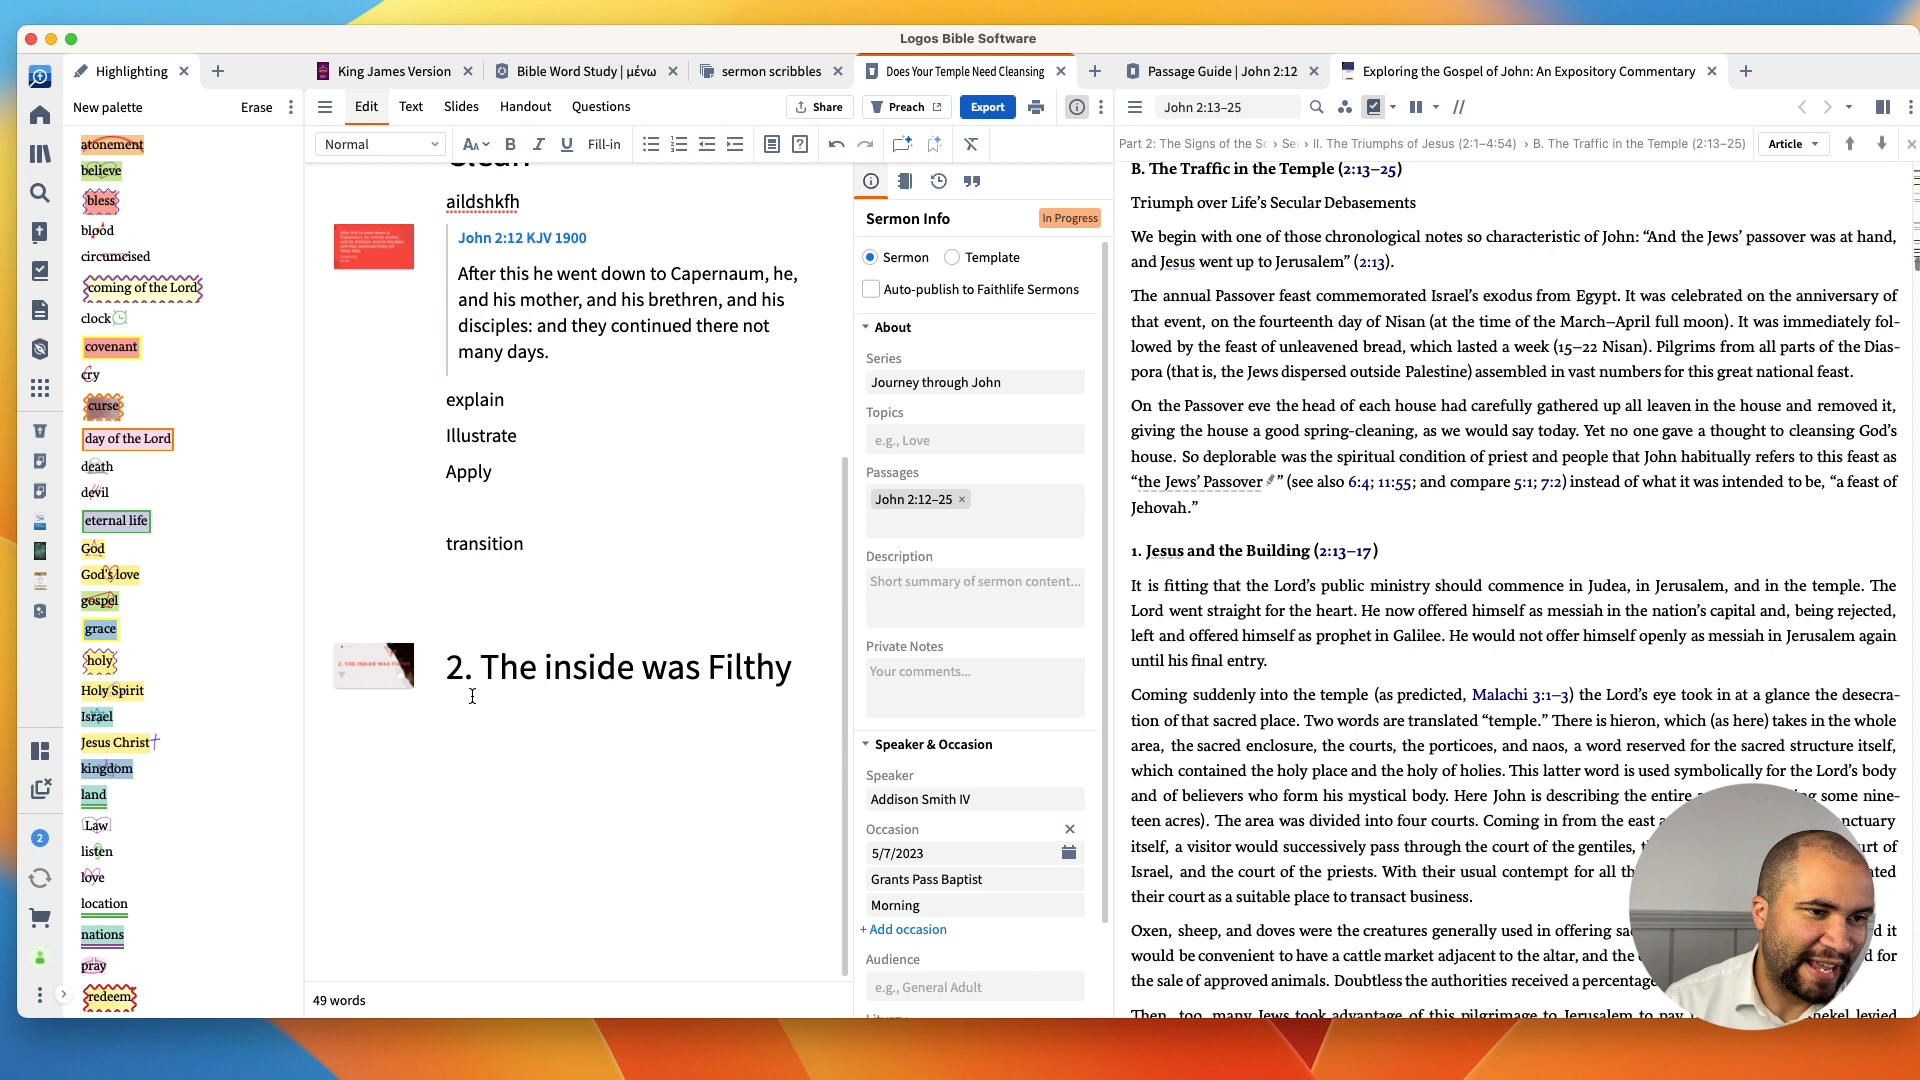 Logos Bible Software
Highlighting
King James Version
Bible Word Study | μένω
sermon scribbles
Does Your Temple Need Cleansing
Passage Guide | John 2:12
Exploring the Gospel of John: An Expository Commentary
New palette
Erase
Edit
Text
Slides
Handout
Questions
Share
Preach
Export
John 2:13–25
Normal
Fill-in
Part 2: The Signs of the So
Se
II. The Triumphs of Jesus (2:1–4:54)
B. The Traffic in the Temple (2:13–25)
Article
atonement
believe
bless
blood
circumcised
coming of the Lord
clock
covenant
cry
curse
day of the Lord
death
devil
eternal life
God
God's love
gospel
grace
holy
Holy Spirit
Israel
Jesus Christ
kingdom
land
Law
listen
love
location
nations
pray
redeem
2
aildshkfh
John 2:12 KJV 1900
After this he went down to Capernaum, he,
and his mother, and his brethren, and his
disciples: and they continued there not
many days.
explain
Illustrate
Apply
transition
2. The inside was Filthy
49 words
Sermon Info
In Progress
Sermon
Template
Auto-publish to Faithlife Sermons
About
Series
Journey through John
Topics
e.g., Love
Passages
John 2:12–25
Description
Short summary of sermon content...
Private Notes
Your comments...
Speaker & Occasion
Speaker
Addison Smith IV
Occasion
5/7/2023
Grants Pass Baptist
Morning
+ Add occasion
Audience
e.g., General Adult
B. The Traffic in the Temple (2:13–25)
Triumph over Life’s Secular Debasements
We begin with one of those chronological notes so characteristic of John: “And the Jews’ passover was at hand,
and Jesus went up to Jerusalem” (2:13).
The annual Passover feast commemorated Israel’s exodus from Egypt. It was celebrated on the anniversary of
that event, on the fourteenth day of Nisan (at the time of the March–April full moon). It was immediately fol-
lowed by the feast of unleavened bread, which lasted a week (15–22 Nisan). Pilgrims from all parts of the Dias-
pora (that is, the Jews dispersed outside Palestine) assembled in vast numbers for this great national feast.
On the Passover eve the head of each house had carefully gathered up all leaven in the house and removed it,
giving the house a good spring-cleaning, as we would say today. Yet no one gave a thought to cleansing God’s
house. So deplorable was the spiritual condition of priest and people that John habitually refers to this feast as
“the Jews’ Passover” (see also 6:4; 11:55; and compare 5:1; 7:2) instead of what it was intended to be, “a feast of
Jehovah.”
1. Jesus and the Building (2:13–17)
It is fitting that the Lord’s public ministry should commence in Judea, in Jerusalem, and in the temple. The
Lord went straight for the heart. He now offered himself as messiah in the nation’s capital and, being rejected,
left and offered himself as prophet in Galilee. He would not offer himself openly as messiah in Jerusalem again
until his final entry.
Coming suddenly into the temple (as predicted, Malachi 3:1–3) the Lord’s eye took in at a glance the desecra-
tion of that sacred place. Two words are translated “temple.” There is hieron, which (as here) takes in the whole
area, the sacred enclosure, the courts, the porticoes, and naos, a word reserved for the sacred structure itself,
which contained the holy place and the holy of holies. This latter word is used symbolically for the Lord’s body
and of believers who form his mystical body. Here John is describing the entire some nine-
teen acres). The area was divided into four courts. Coming in from the east
itself, a visitor would successively pass through the court of the gentiles, of
Israel, and the court of the priests. With their usual contempt for all
their court as a suitable place to transact business.
Oxen, sheep, and doves were the creatures generally used in offering it
would be convenient to have a cattle market adjacent to the altar, and the for
the sale of approved animals. Doubtless the authorities received a
Then, too, many Jews took advantage of this pilgrimage to Jerusalem to levied